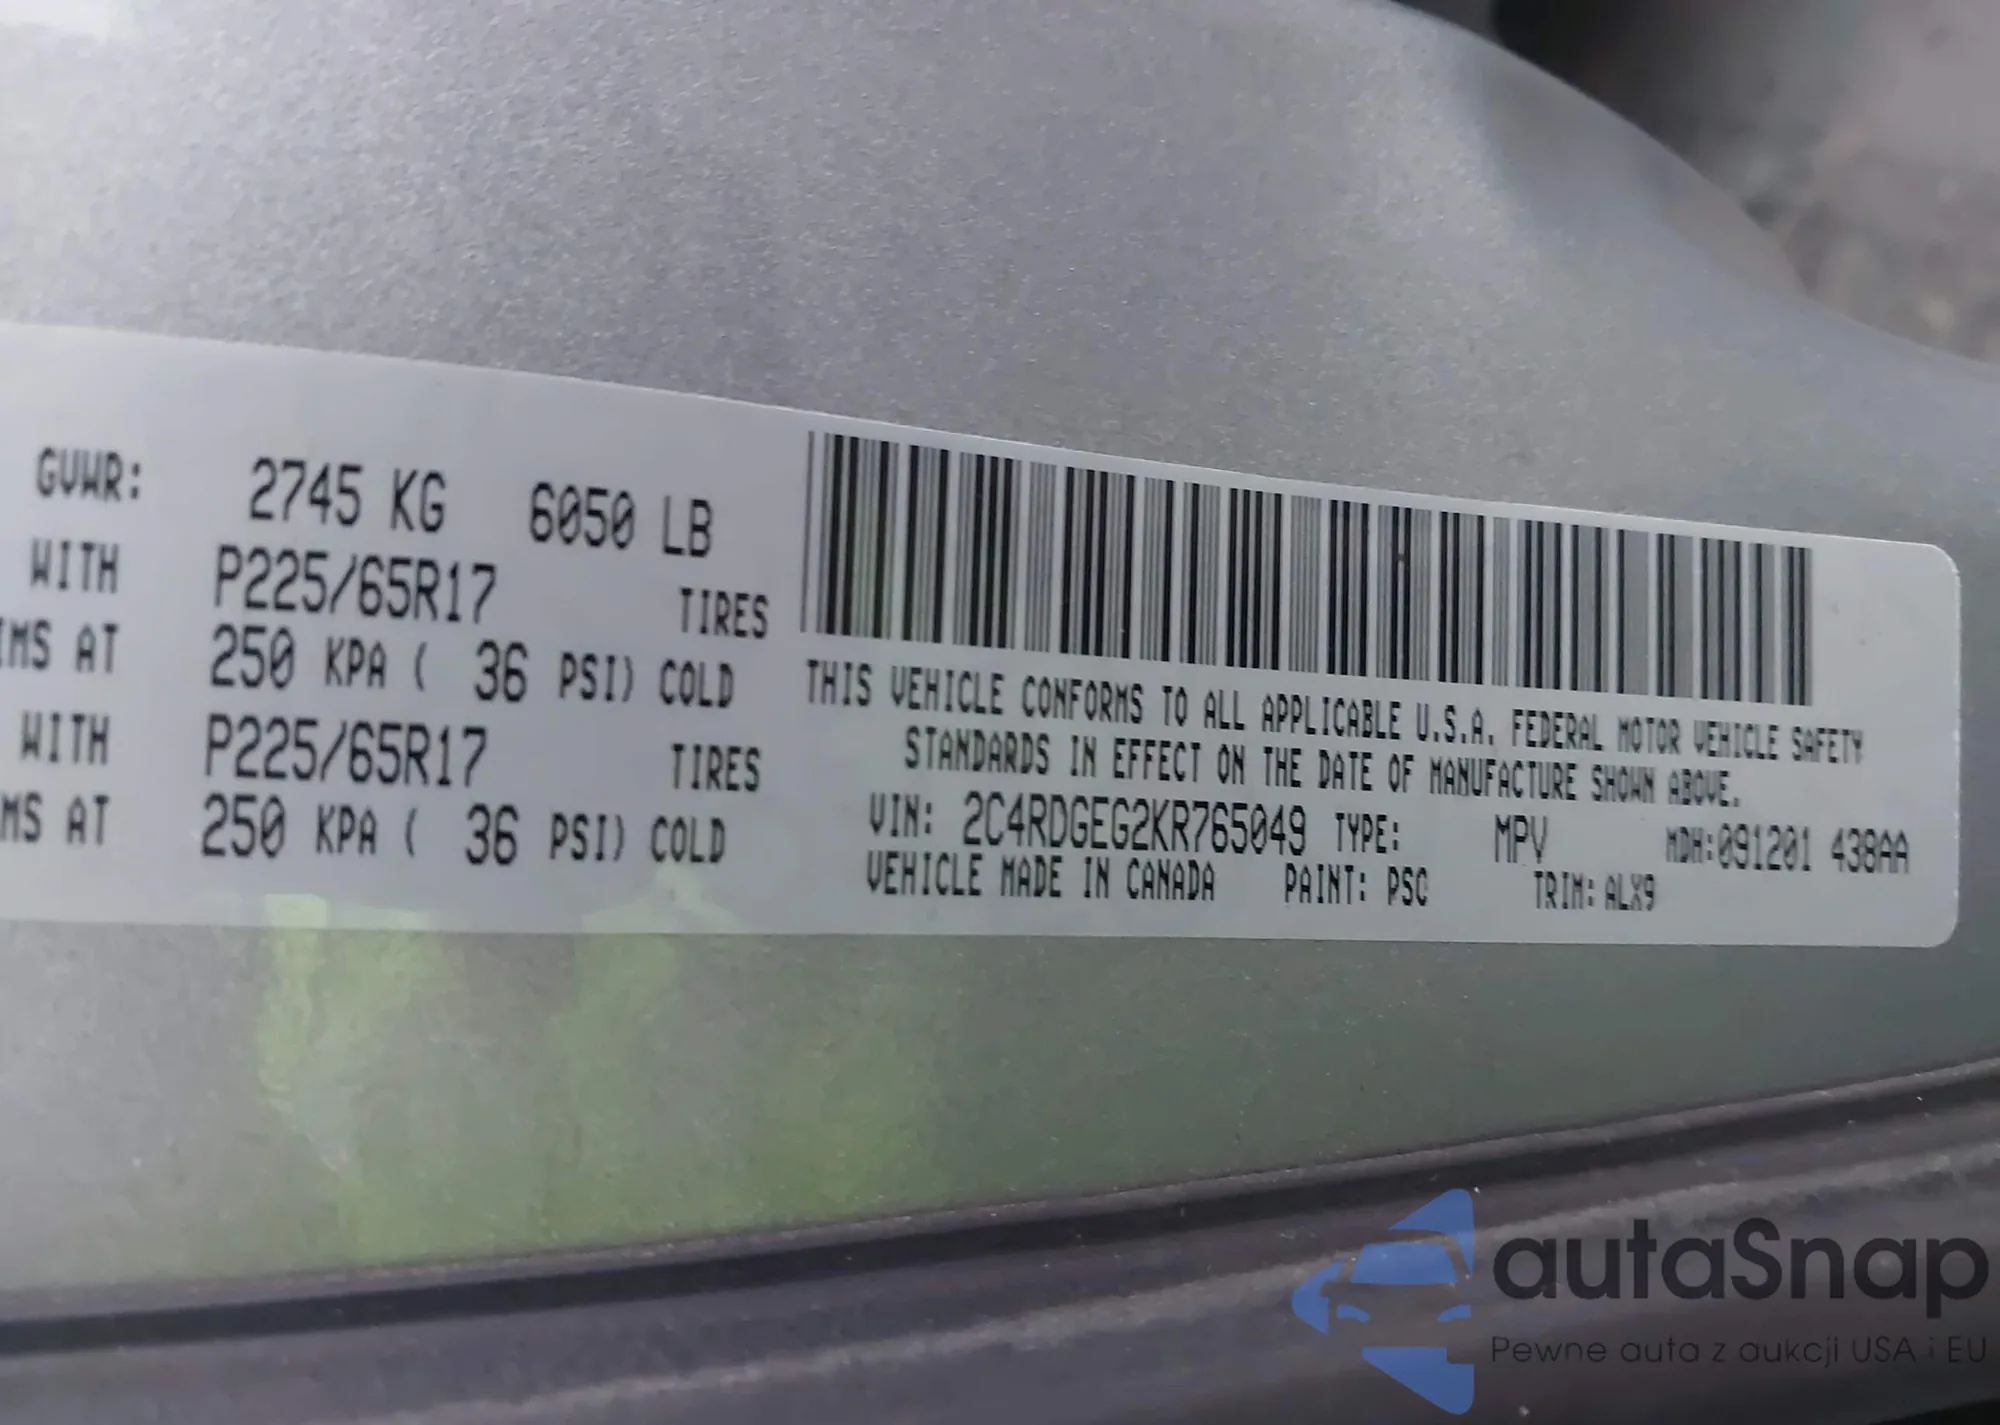 GVWR: 2745 KG 6050 LB
WITH P225/65R17 TIRES
IMS AT 250 KPA ( 36 PSI) COLD
WITH P225/65R17 TIRES
MS AT 250 KPA ( 36 PSI) COLD
THIS VEHICLE CONFORMS TO ALL APPLICABLE U.S.A. FEDERAL MOTOR VEHICLE SAFETY
STANDARDS IN EFFECT ON THE DATE OF MANUFACTURE SHOWN ABOVE.
VIN: 2C4RDGEG2KR765049 TYPE: MPV MDH:091201 438AA
VEHICLE MADE IN CANADA PAINT: PSC TRIM: ALX9
autaSnap
Pewne auta z aukcji USA i EU